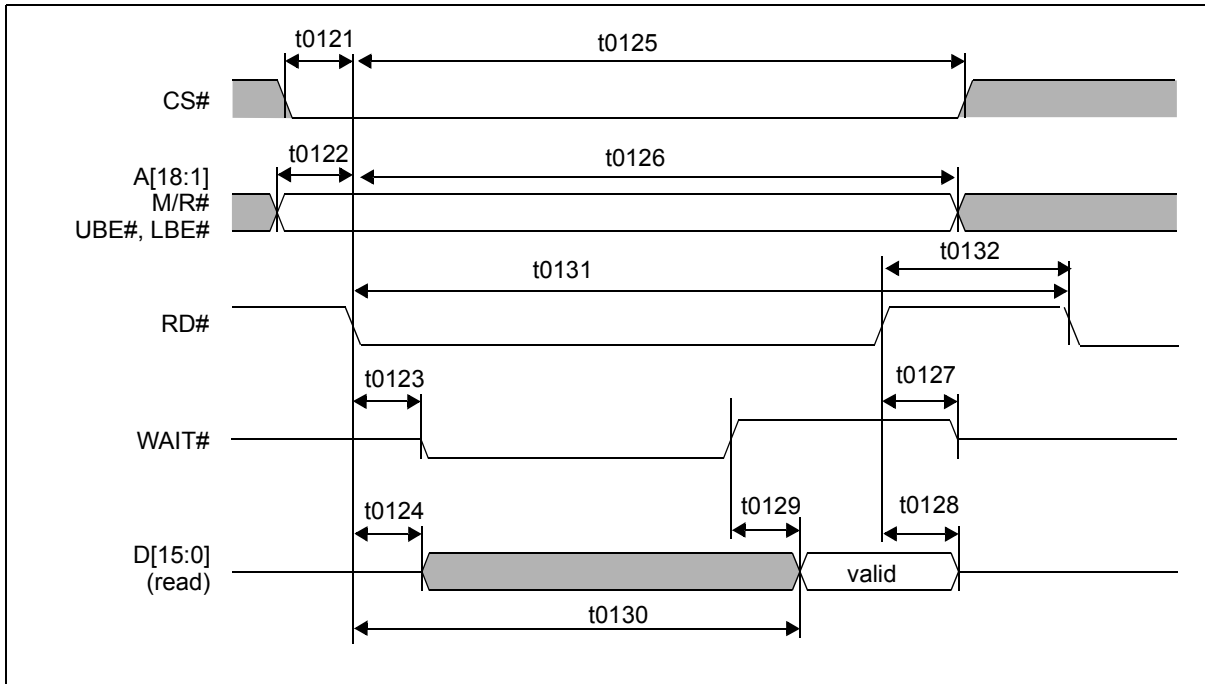 t0121
t0125
CS#
t0122
t0126
A[18:1]
M/R#
UBE#, LBE#
t0131
t0132
RD#
t0123
t0127
WAIT#
t0124
t0129
t0128
D[15:0]
(read)
valid
t0130